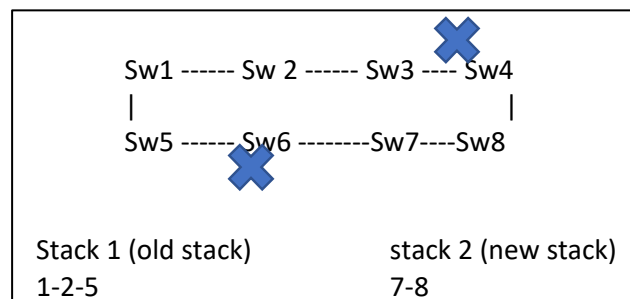 Sw1 ------ Sw 2 ------ Sw3 ---- Sw4
| |
Sw5 ------ Sw6 --------Sw7----Sw8
Stack 1 (old stack) stack 2 (new stack)
1-2-5 7-8